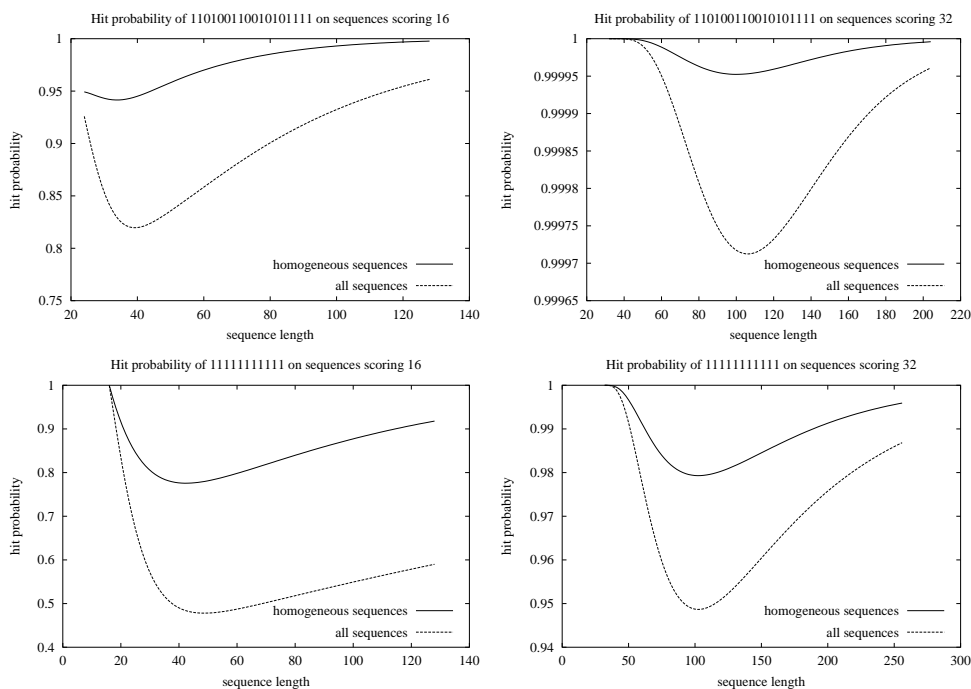 Hit probability of 110100110010101111 on sequences scoring 16
1
0.95
0.9
0.85
0.8
0.75
hit probability
homogeneous sequences
all sequences
20 40 60 80 100 120 140
sequence length
Hit probability of 110100110010101111 on sequences scoring 32
1
0.99995
0.9999
0.99985
0.9998
0.99975
0.9997
0.99965
hit probability
homogeneous sequences
all sequences
20 40 60 80 100 120 140 160 180 200 220
sequence length
Hit probability of 11111111111 on sequences scoring 16
1
0.9
0.8
0.7
0.6
0.5
0.4
hit probability
homogeneous sequences
all sequences
0 20 40 60 80 100 120 140
sequence length
Hit probability of 11111111111 on sequences scoring 32
1
0.99
0.98
0.97
0.96
0.95
0.94
hit probability
homogeneous sequences
all sequences
0 50 100 150 200 250 300
sequence length